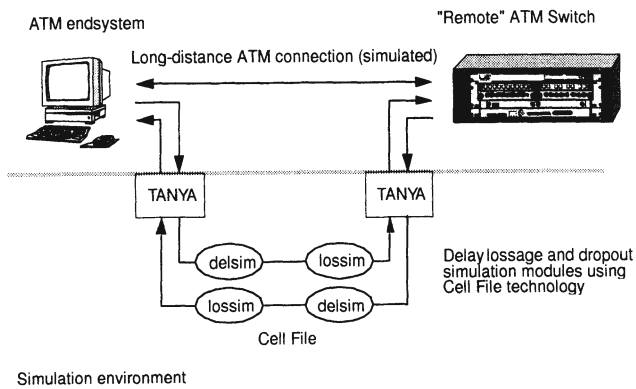 ATM endsystem
"Remote" ATM Switch
Long-distance ATM connection (simulated)
TANYA
TANYA
delsim
lossim
lossim
delsim
Delay lossage and dropout
simulation modules using
Cell File technology
Cell File
Simulation environment